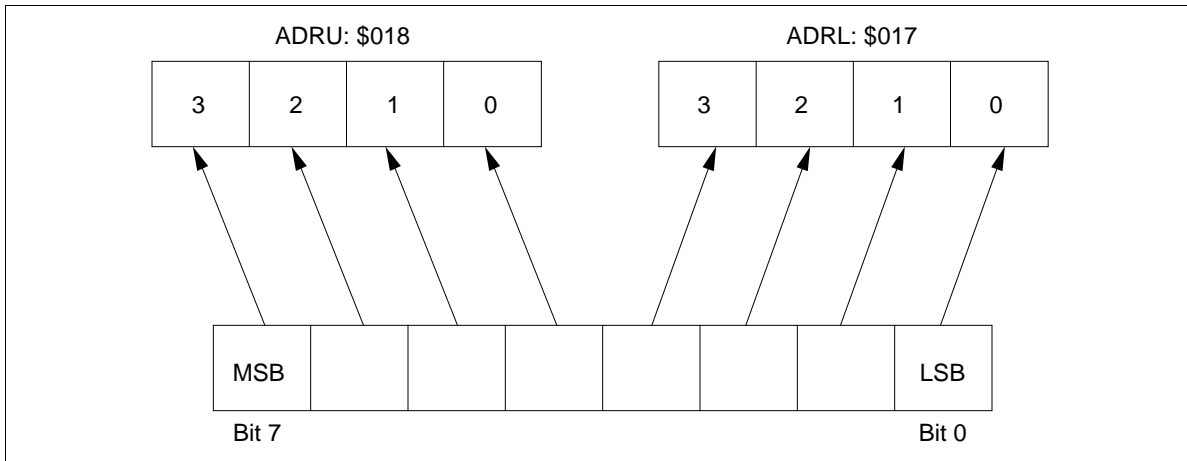 ADRU: $018
ADRL: $017
3 2 1 0
3 2 1 0
MSB
LSB
Bit 7
Bit 0